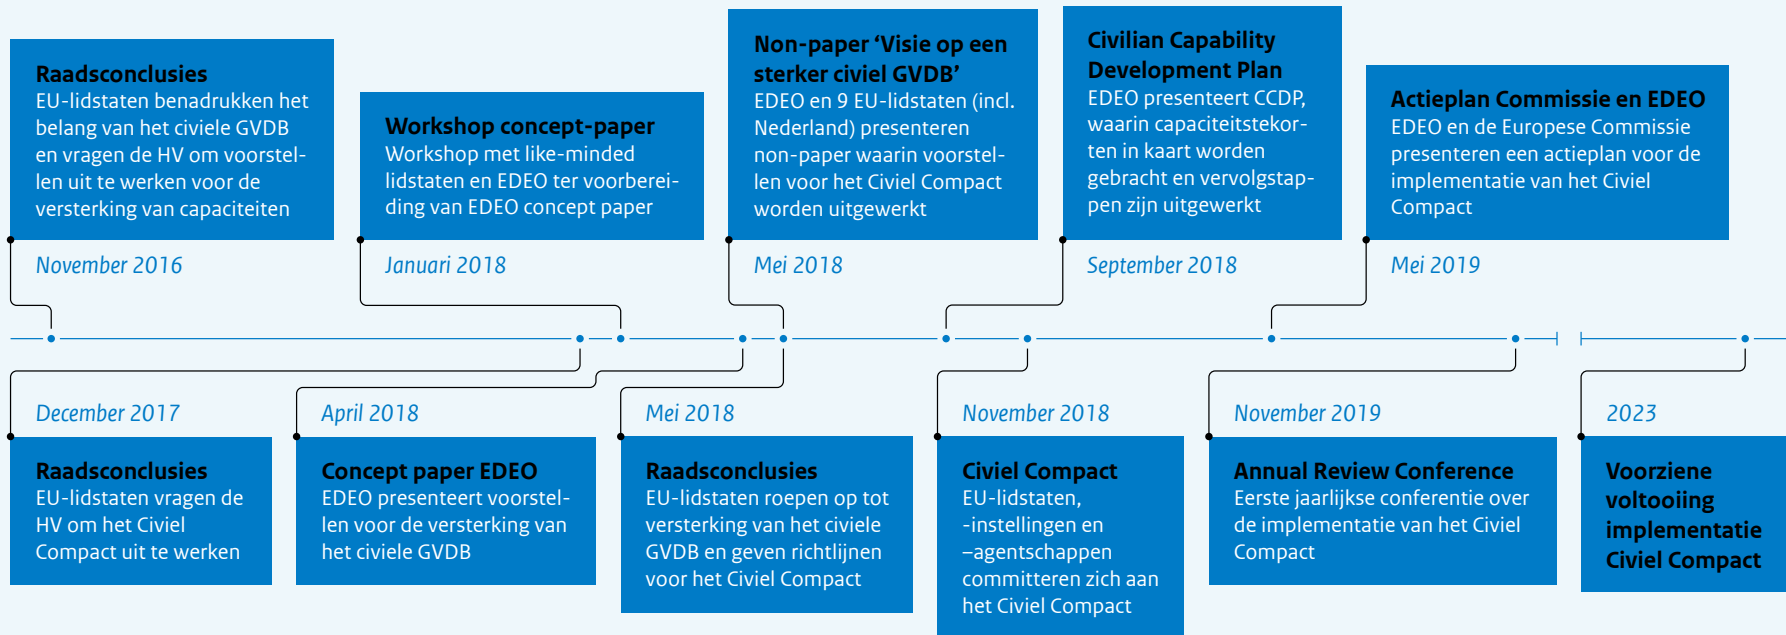 Raadsconclusies
EU-lidstaten benadrukken het
belang van het civiele GVDB
en vragen de HV om voorstel-
len uit te werken voor de
versterking van capaciteiten
November 2016
Workshop concept-paper
Workshop met like-minded
lidstaten en EDEO ter voorberei-
ding van EDEO concept paper
Januari 2018
Non-paper ‘Visie op een
sterker civiel GVDB’
EDEO en 9 EU-lidstaten (incl.
Nederland) presenteren
non-paper waarin voorstel-
len voor het Civiel Compact
worden uitgewerkt
Mei 2018
Civilian Capability
Development Plan
EDEO presenteert CCDP,
waarin capaciteitstekor-
ten in kaart worden
gebracht en vervolgstap-
pen zijn uitgewerkt
September 2018
Actieplan Commissie en EDEO
EDEO en de Europese Commissie
presenteren een actieplan voor de
implementatie van het Civiel
Compact
Mei 2019
December 2017
Raadsconclusies
EU-lidstaten vragen de
HV om het Civiel
Compact uit te werken
April 2018
Concept paper EDEO
EDEO presenteert voorstel-
len voor de versterking van
het civiele GVDB
Mei 2018
Raadsconclusies
EU-lidstaten roepen op tot
versterking van het civiele
GVDB en geven richtlijnen
voor het Civiel Compact
November 2018
Civiel Compact
EU-lidstaten,
-instellingen en
–agentschappen
committeren zich aan
het Civiel Compact
November 2019
Annual Review Conference
Eerste jaarlijkse conferentie over
de implementatie van het Civiel
Compact
2023
Voorziene
voltooiing
implementatie
Civiel Compact